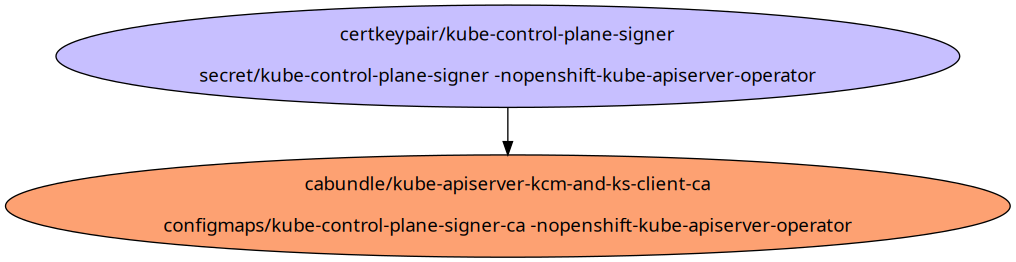 certkeypair/kube-control-plane-signer
secret/kube-control-plane-signer -nopenshift-kube-apiserver-operator
cabundle/kube-apiserver-kcm-and-ks-client-ca
configmaps/kube-control-plane-signer-ca -nopenshift-kube-apiserver-operator